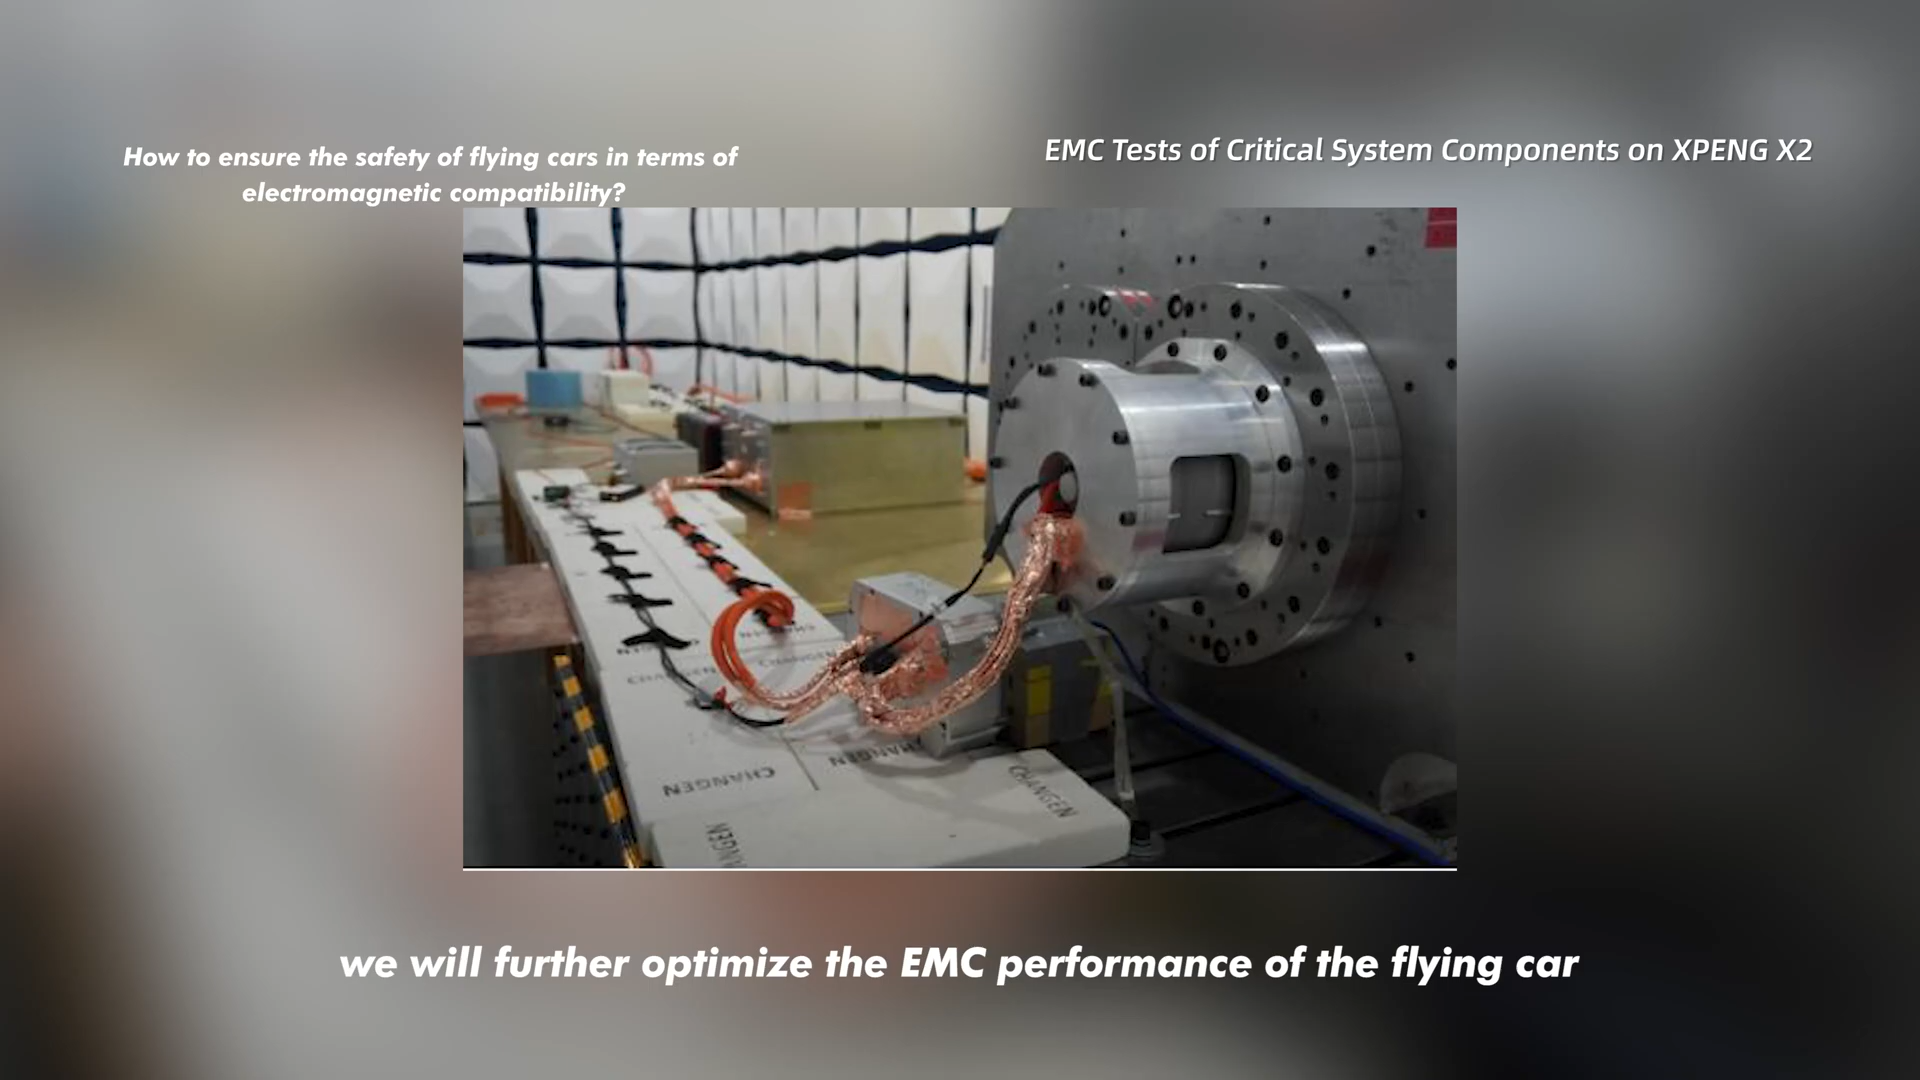 How to ensure the safety of flying cars in terms of
electromagnetic compatibility?
EMC Tests of Critical System Components on XPENG X2
CHANGEN
CHANGEN
CHANGEN
we will further optimize the EMC performance of the flying car